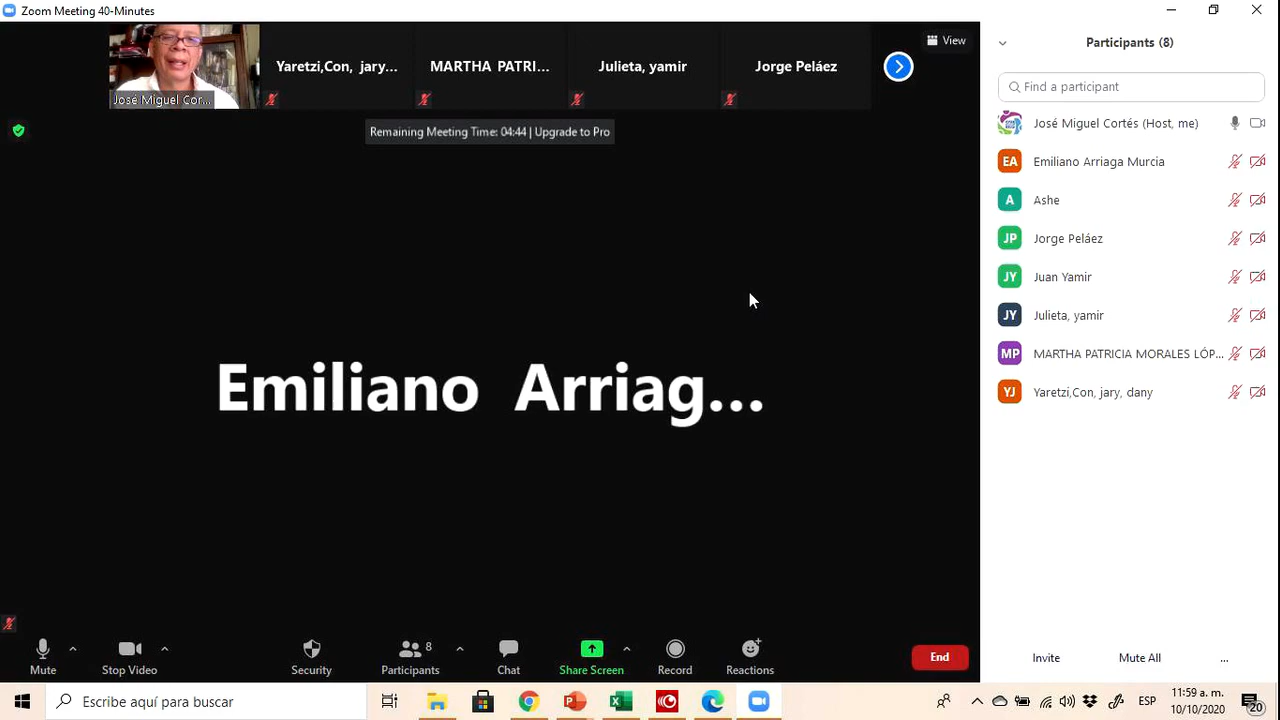 Zoom Meeting 40-Minutes
José Miguel Cor...
Yaretzi,Con, jary...
MARTHA PATRI...
Julieta, yamir
Jorge Peláez
View
Remaining Meeting Time: 04:44 | Upgrade to Pro
Emiliano Arriag...
Participants (8)
Find a participant
José Miguel Cortés (Host, me)
EA Emiliano Arriaga Murcia
A Ashe
JP Jorge Peláez
JY Juan Yamir
JY Julieta, yamir
MP MARTHA PATRICIA MORALES LÓP...
YJ Yaretzi,Con, jary, dany
Mute
Stop Video
Security
Participants 8
Chat
Share Screen
Record
Reactions
End
Invite
Mute All
...
Escribe aquí para buscar
ESP
11:59 a. m.
10/10/2020
20